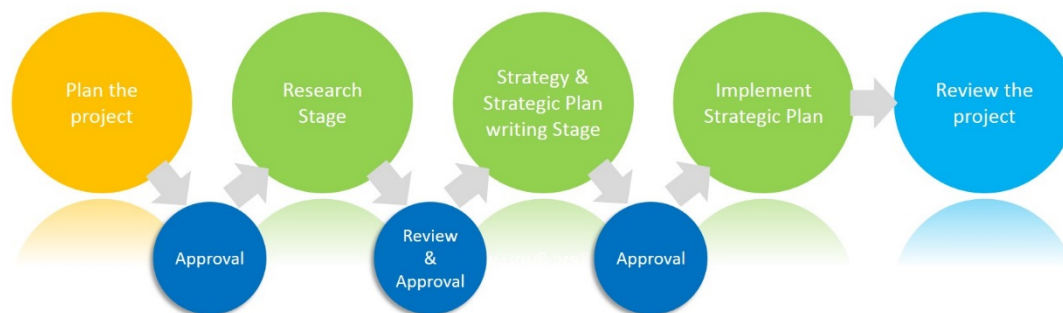 Plan the
project
Approval
Research
Stage
Review
&
Approval
Strategy &
Strategic Plan
writing Stage
Approval
Implement
Strategic Plan
Review the
project